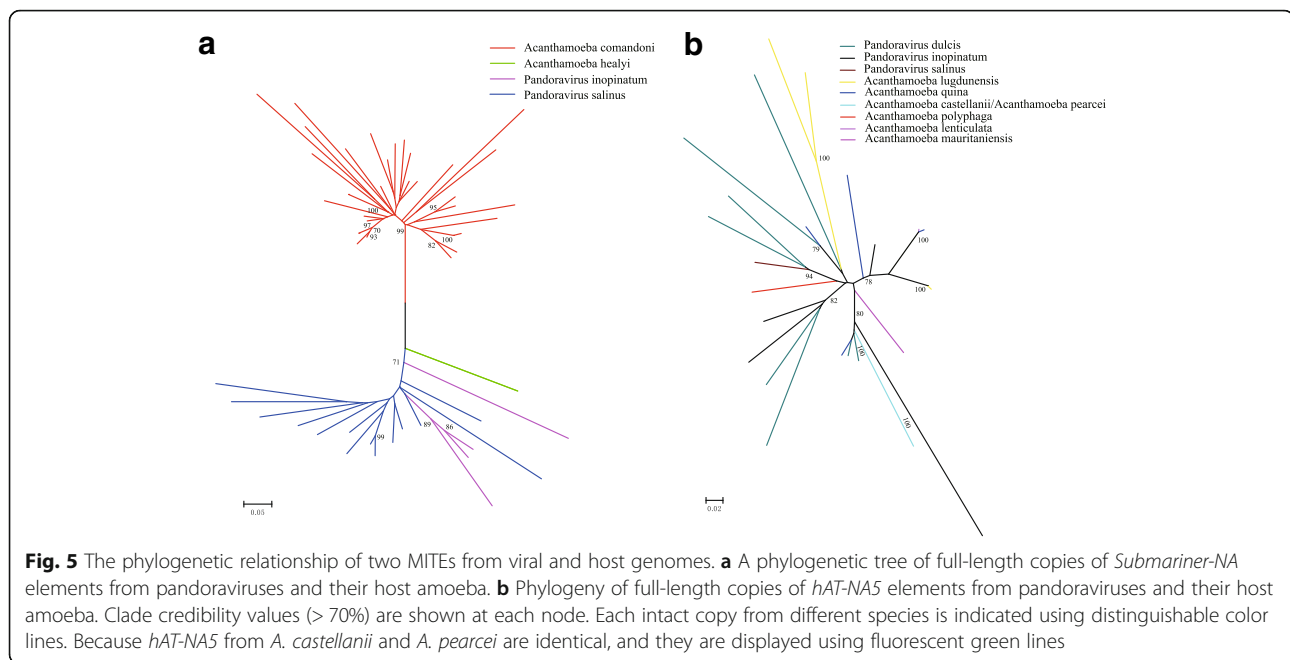 a
Acanthamoeba comandoni
Acanthamoeba healyi
Pandoravirus inopinatum
Pandoravirus salinus
100
97
70
93
99
95
100
82
71
89
86
99
0.05
b
Pandoravirus dulcis
Pandoravirus inopinatum
Pandoravirus salinus
Acanthamoeba lugdunensis
Acanthamoeba quina
Acanthamoeba castellanii/Acanthamoeba pearcei
Acanthamoeba polyphaga
Acanthamoeba lenticulata
Acanthamoeba mauritaniensis
100
79
94
78
100
100
82
80
100
100
0.02
Fig. 5 The phylogenetic relationship of two MITEs from viral and host genomes. a A phylogenetic tree of full-length copies of Submariner-NA
elements from pandoraviruses and their host amoeba. b Phylogeny of full-length copies of hAT-NA5 elements from pandoraviruses and their host
amoeba. Clade credibility values (> 70%) are shown at each node. Each intact copy from different species is indicated using distinguishable color
lines. Because hAT-NA5 from A. castellanii and A. pearcei are identical, and they are displayed using fluorescent green lines